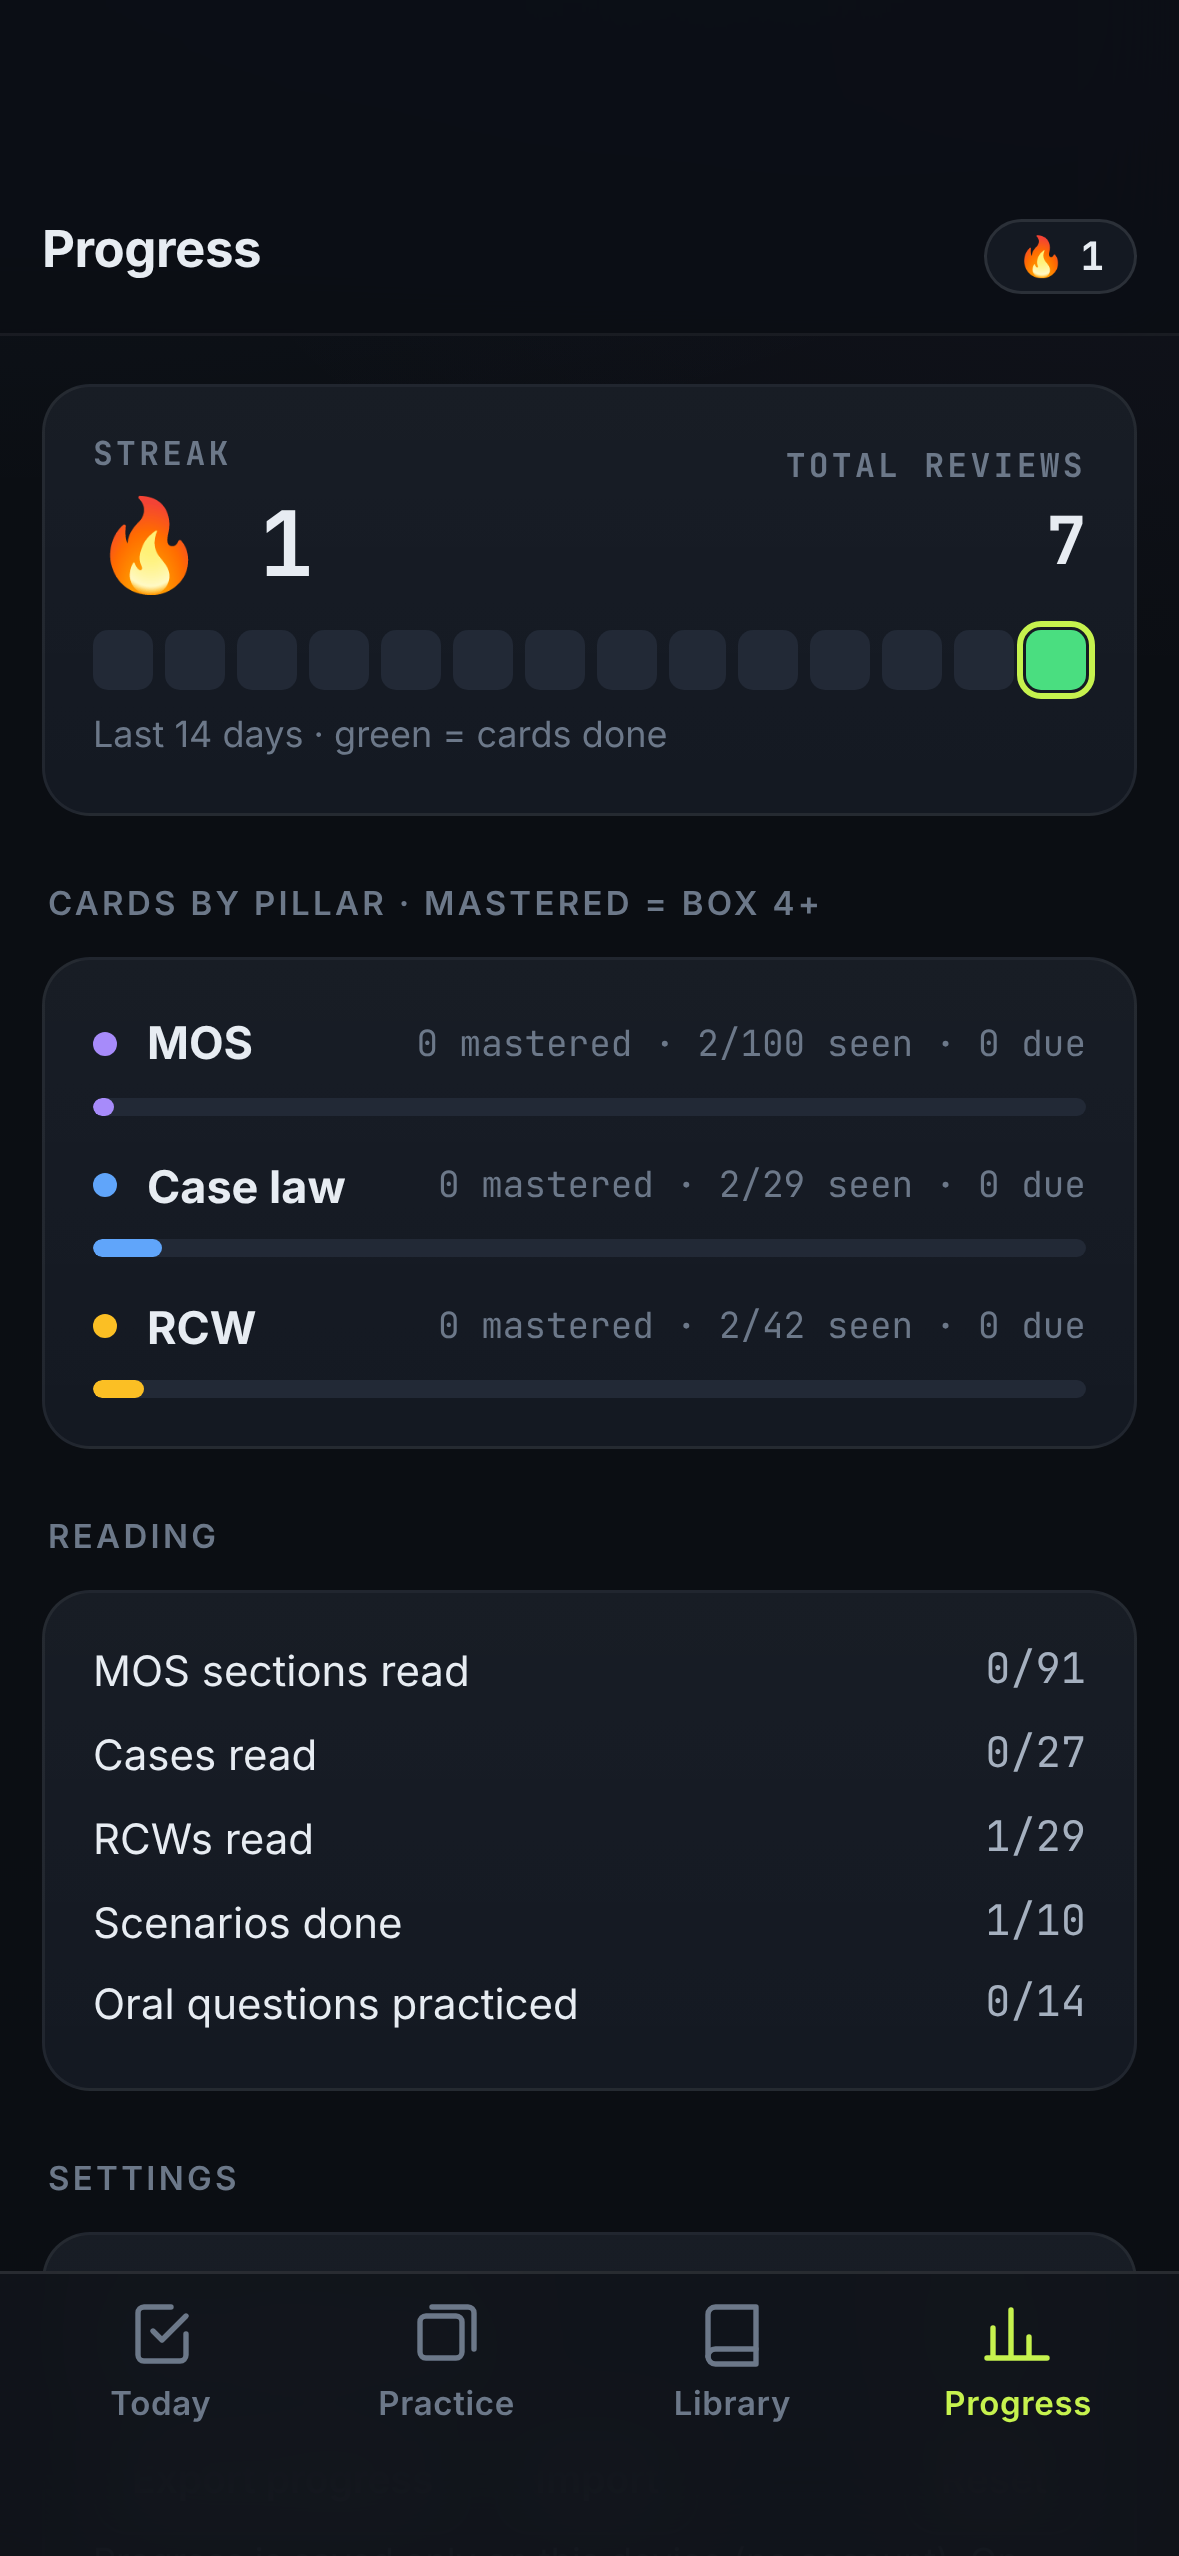 Progress
🔥 1
STREAK
TOTAL REVIEWS
🔥 1
7
Last 14 days · green = cards done
CARDS BY PILLAR · MASTERED = BOX 4+
MOS 0 mastered · 2/100 seen · 0 due
Case law 0 mastered · 2/29 seen · 0 due
RCW 0 mastered · 2/42 seen · 0 due
READING
MOS sections read 0/91
Cases read 0/27
RCWs read 1/29
Scenarios done 1/10
Oral questions practiced 0/14
SETTINGS
Today Practice Library Progress